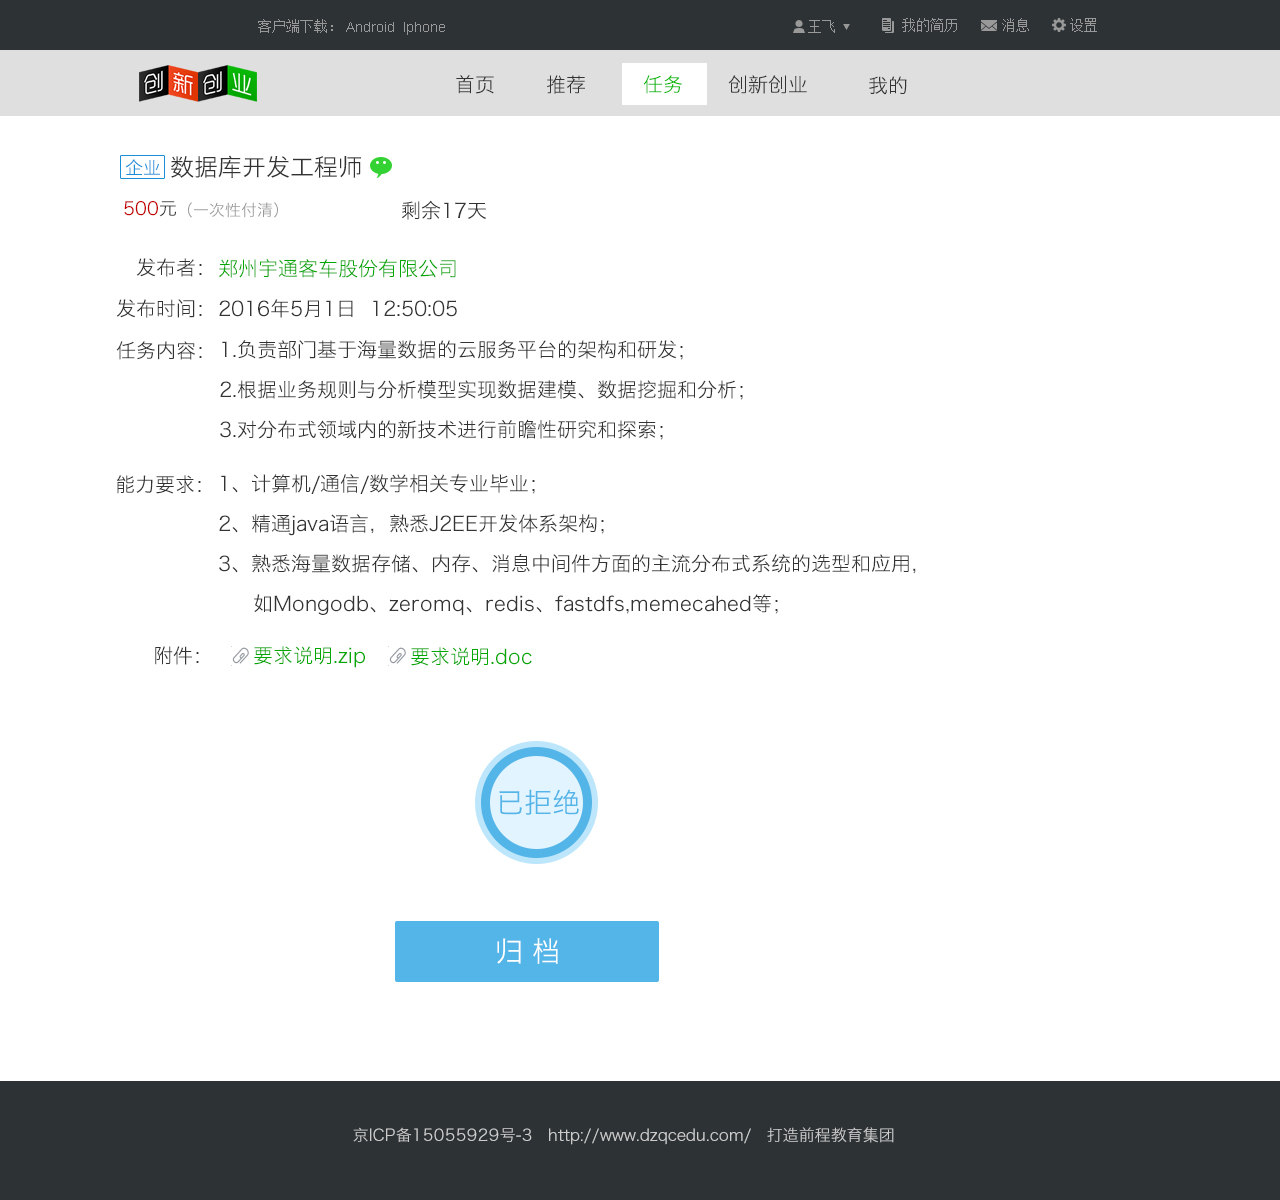 客户端下载： Android Iphone 王飞 ▼ 我的简历 消息 设置
创新创业 首页 推荐 任务 创新创业 我的
企业 数据库开发工程师
500元（一次性付清） 剩余17天
发布者： 郑州宇通客车股份有限公司
发布时间： 2016年5月1日 12:50:05
任务内容： 1.负责部门基于海量数据的云服务平台的架构和研发；
2.根据业务规则与分析模型实现数据建模、数据挖掘和分析；
3.对分布式领域内的新技术进行前瞻性研究和探索；
能力要求： 1、计算机/通信/数学相关专业毕业；
2、精通java语言，熟悉J2EE开发体系架构；
3、熟悉海量数据存储、内存、消息中间件方面的主流分布式系统的选型和应用，
如Mongodb、zeromq、redis、fastdfs,memecahed等；
附件： 要求说明.zip 要求说明.doc
已拒绝
归 档
京ICP备15055929号-3 http://www.dzqcedu.com/ 打造前程教育集团